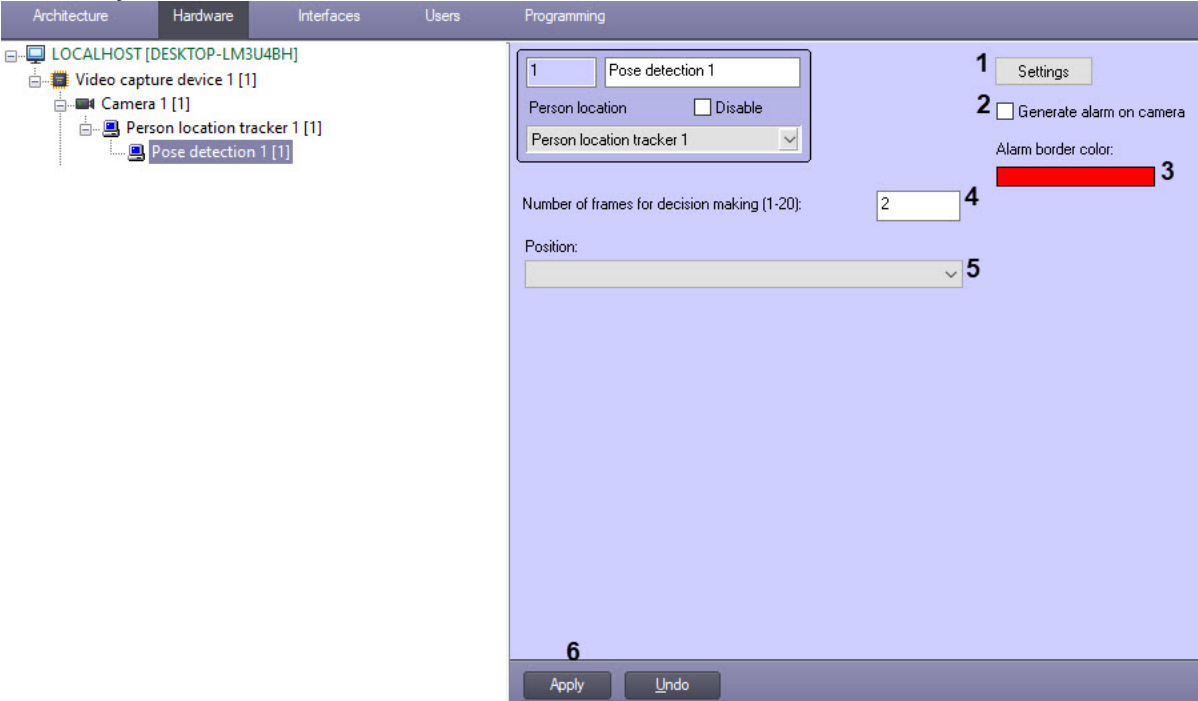 Architecture Hardware Interfaces Users Programming
LOCALHOST [DESKTOP-LM3U4BH]
Video capture device 1 [1]
Camera 1 [1]
Person location tracker 1 [1]
Pose detection 1 [1]
1 Pose detection 1
Person location Disable
Person location tracker 1
1 Settings
2 Generate alarm on camera
Alarm border color:
3
Number of frames for decision making (1-20): 2 4
Position:
5
6
Apply Undo